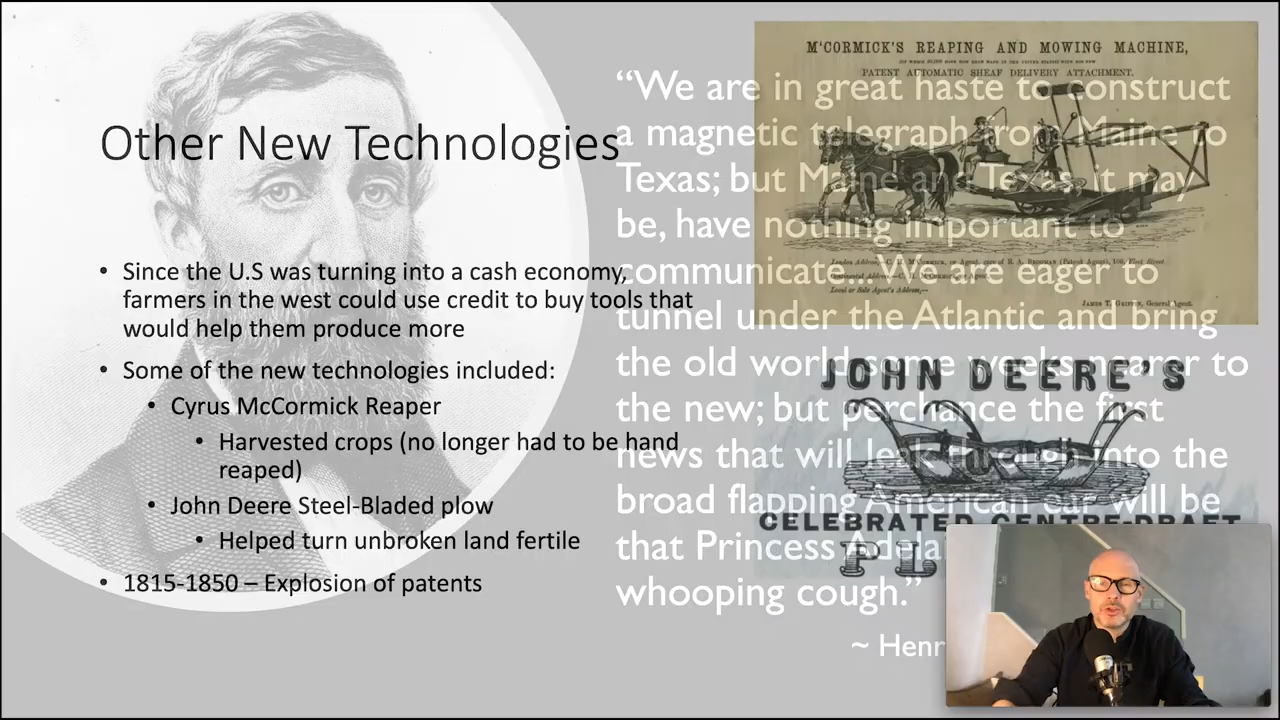 Other New Technologies
• Since the U.S was turning into a cash economy,
farmers in the west could use credit to buy tools that
would help them produce more
• Some of the new technologies included:
• Cyrus McCormick Reaper
• Harvested crops (no longer had to be hand
reaped)
• John Deere Steel-Bladed plow
• Helped turn unbroken land fertile
• 1815-1850 – Explosion of patents
“We are in great haste to construct
a magnetic telegraph from Maine to
Texas; but Maine and Texas, it may
be, have nothing important to
communicate. We are eager to
tunnel under the Atlantic and bring
the old world some weeks nearer to
the new; but perchance the first
news that will leak through into the
broad flapping American ear will be
that Princess Adelai
whooping cough.”
~ Henr
M'CORMICK'S REAPING AND MOWING MACHINE,
PATENT AUTOMATIC SHEAF DELIVERY ATTACHMENT.
JAMES T. GRIFFIN, General Agent.
JOHN DEERE'S
CELEBRATED CENTRE-DRAFT
PL